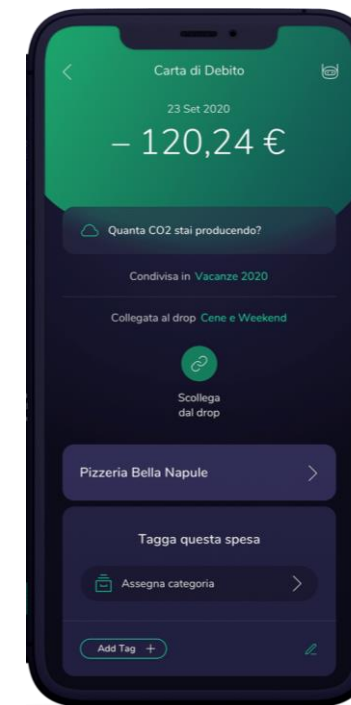 Carta di Debito
23 Set 2020
– 120,24 €
Quanta CO2 stai producendo?
Condivisa in Vacanze 2020
Collegata al drop Cene e Weekend
Scollega
dal drop
Pizzeria Bella Napule
Tagga questa spesa
Assegna categoria
Add Tag +